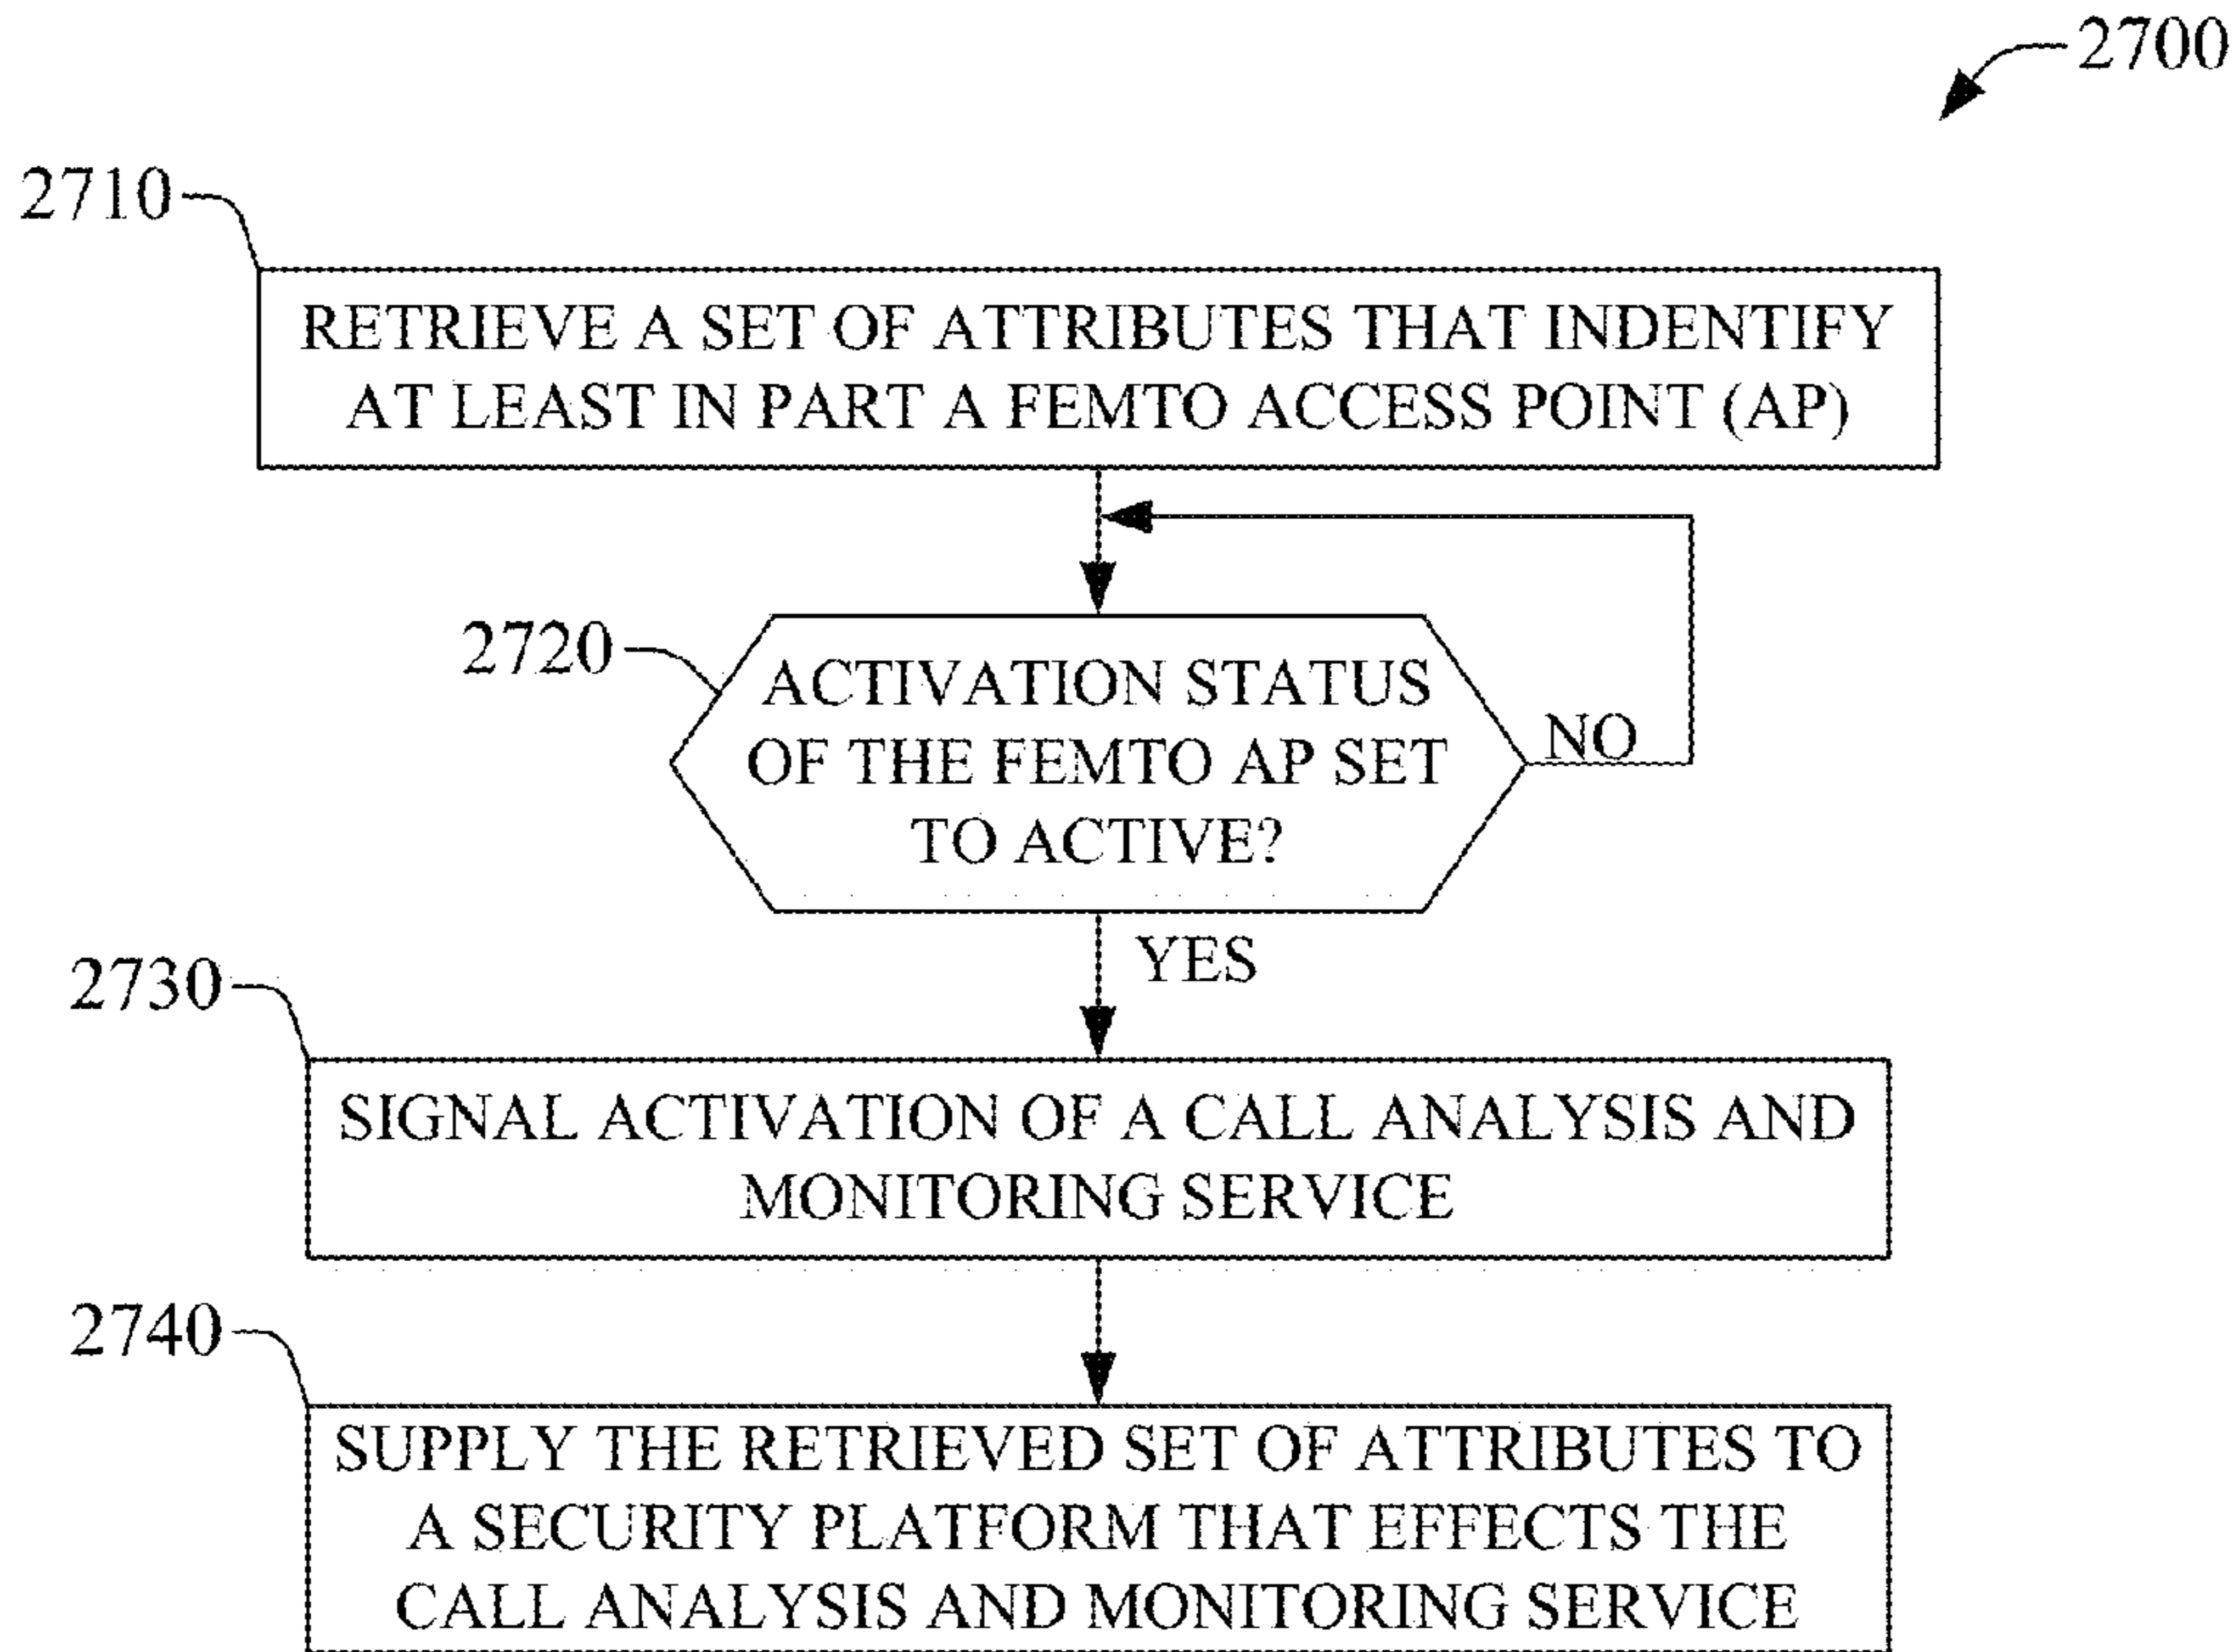 2700
2710
RETRIEVE A SET OF ATTRIBUTES THAT INDENTIFY
AT LEAST IN PART A FEMTO ACCESS POINT (AP)
2720
ACTIVATION STATUS
OF THE FEMTO AP SET
TO ACTIVE?
NO
YES
2730
SIGNAL ACTIVATION OF A CALL ANALYSIS AND
MONITORING SERVICE
2740
SUPPLY THE RETRIEVED SET OF ATTRIBUTES TO
A SECURITY PLATFORM THAT EFFECTS THE
CALL ANALYSIS AND MONITORING SERVICE